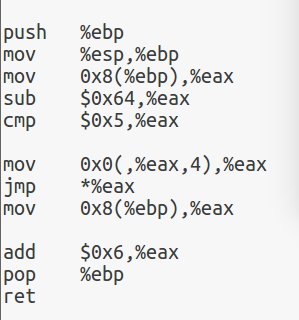 push %ebp
mov %esp,%ebp
mov 0x8(%ebp),%eax
sub $0x64,%eax
cmp $0x5,%eax
mov 0x0(,%eax,4),%eax
jmp *%eax
mov 0x8(%ebp),%eax
add $0x6,%eax
pop %ebp
ret